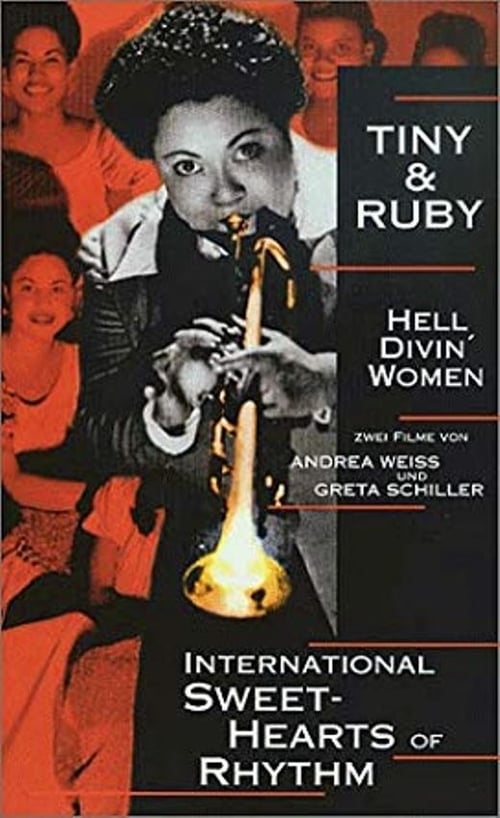 TINY
&
RUBY
HELL
DIVIN´
WOMEN
ZWEI FILME VON
ANDREA WEISS
UND
GRETA SCHILLER
INTERNATIONAL
SWEET-
HEARTS OF
RHYTHM